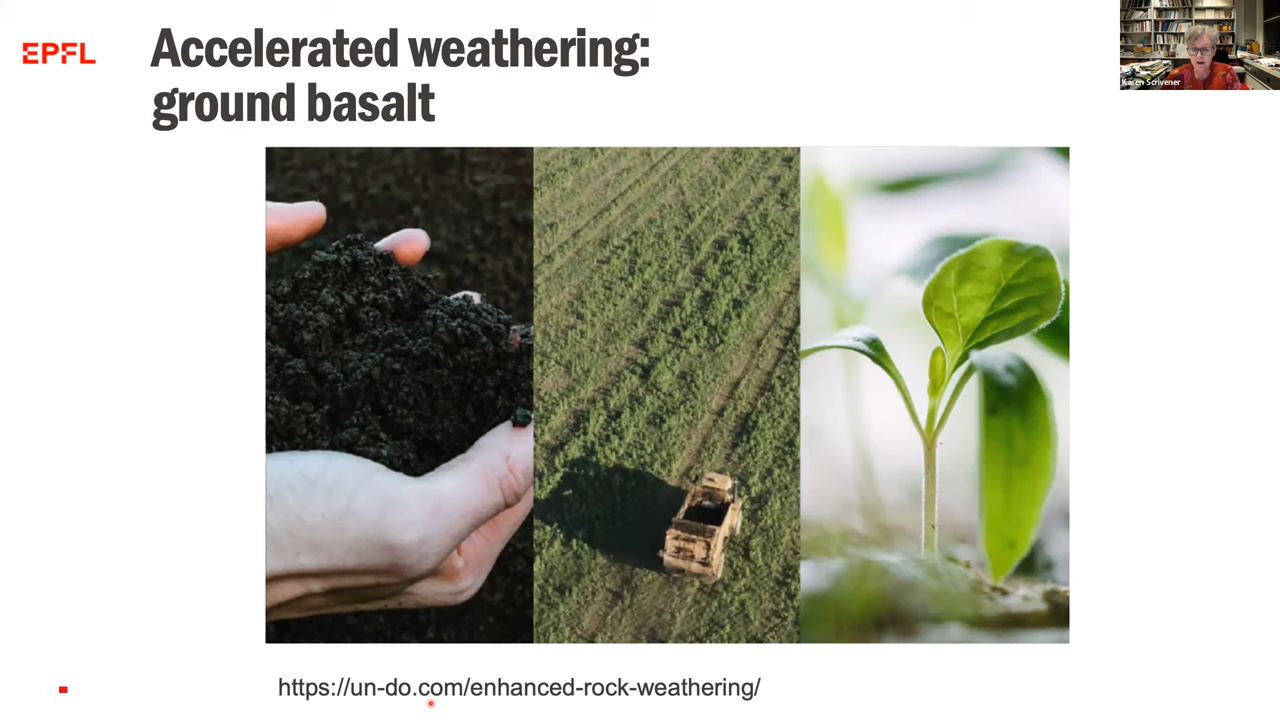 EPFL
Accelerated weathering:
ground basalt
Karen Scrivener
https://un-do.com/enhanced-rock-weathering/